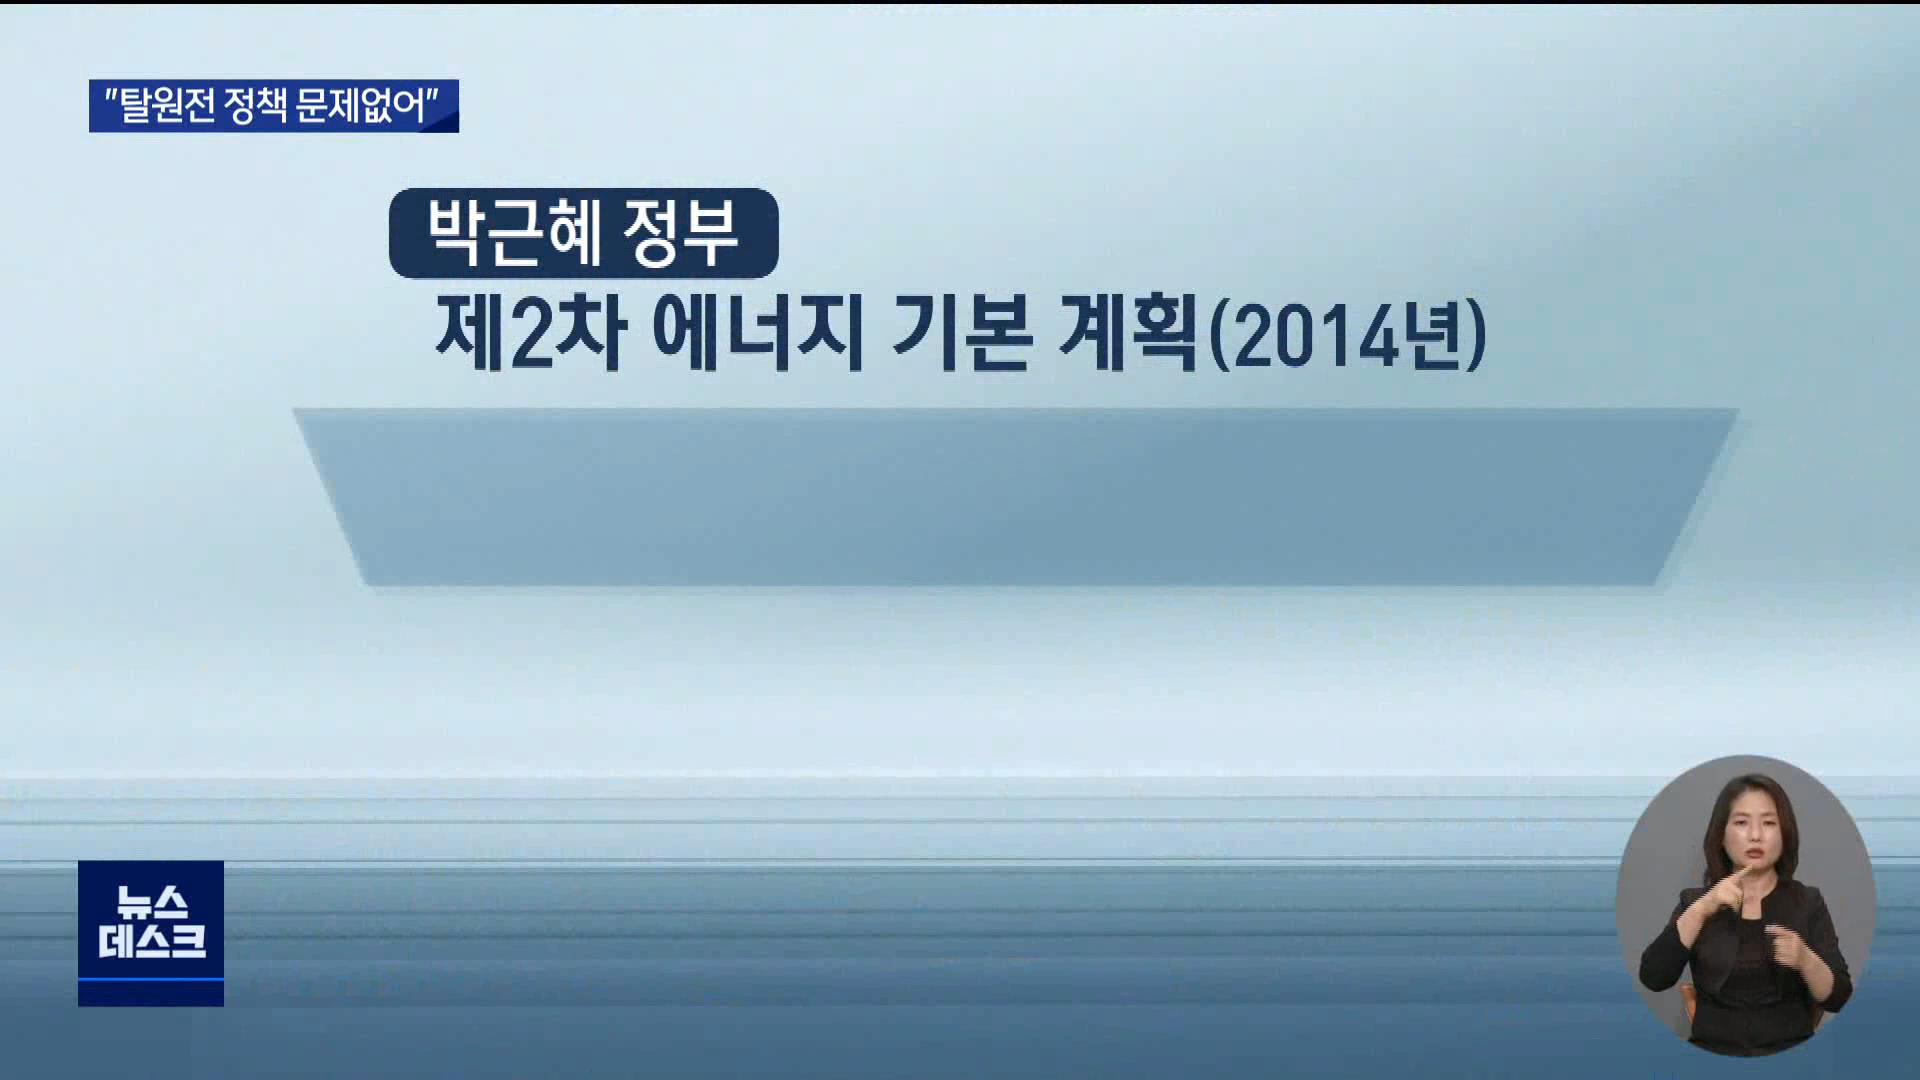 "탈원전 정책 문제없어"
박근혜 정부
제2차 에너지 기본 계획(2014년)
뉴스
데스크